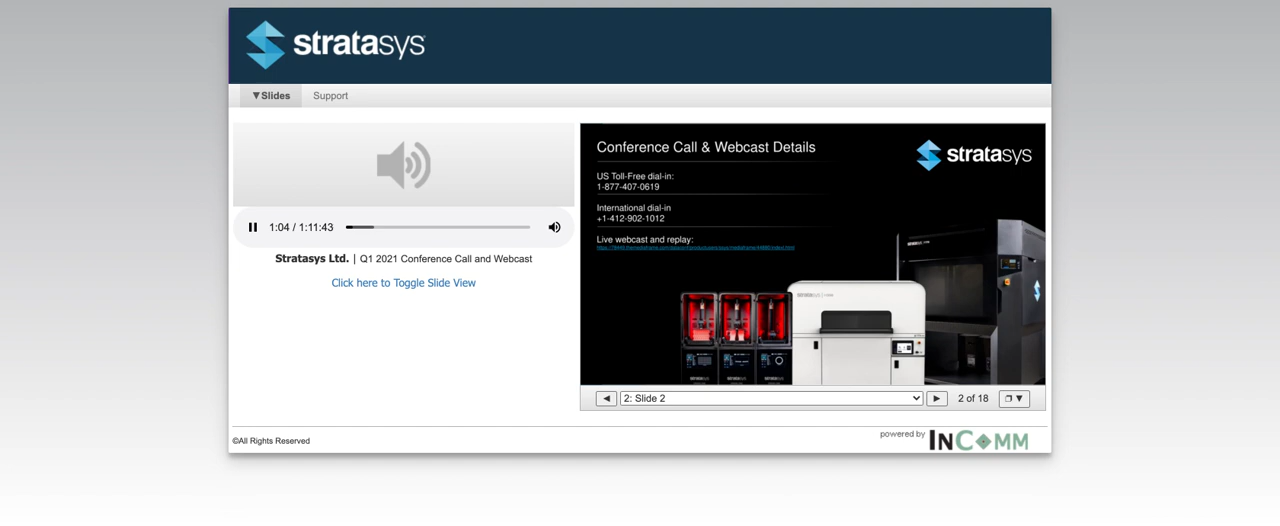 stratasys
▼Slides
Support
1:04 / 1:11:43
Stratasys Ltd. | Q1 2021 Conference Call and Webcast
Click here to Toggle Slide View
Conference Call & Webcast Details
stratasys
US Toll-Free dial-in:
1-877-407-0619
International dial-in
+1-412-902-1012
Live webcast and replay:
2: Slide 2
2 of 18
©All Rights Reserved
powered by INCOMM